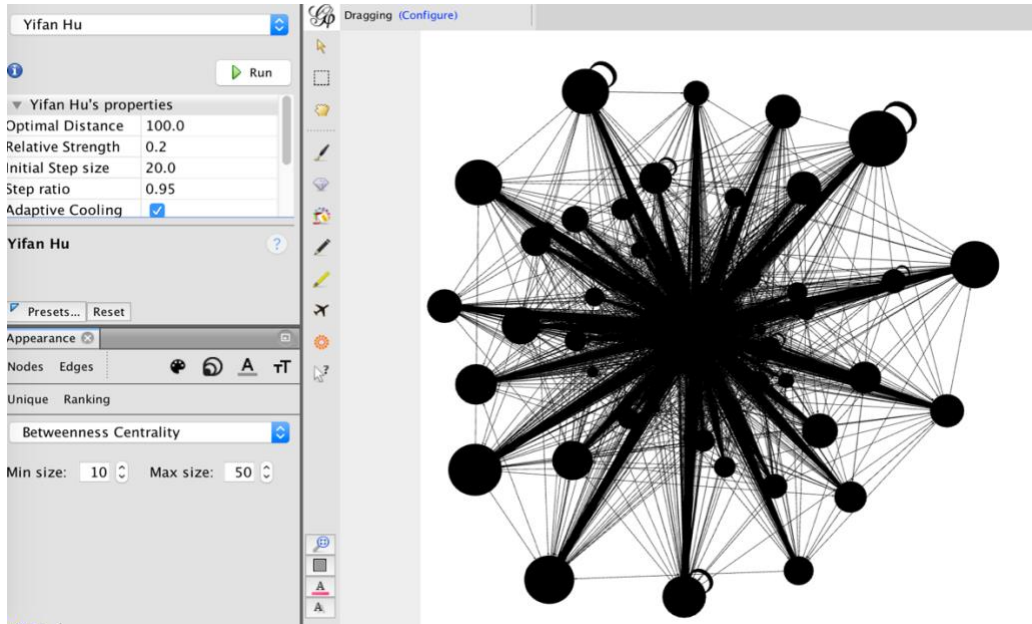 Yifan Hu
Dragging (Configure)
Run
Yifan Hu's properties
Optimal Distance 100.0
Relative Strength 0.2
Initial Step size 20.0
Step ratio 0.95
Adaptive Cooling
Yifan Hu
?
Presets... Reset
Appearance
Nodes Edges A TT
Unique Ranking
Betweenness Centrality
Min size: 10 Max size: 50
A
A